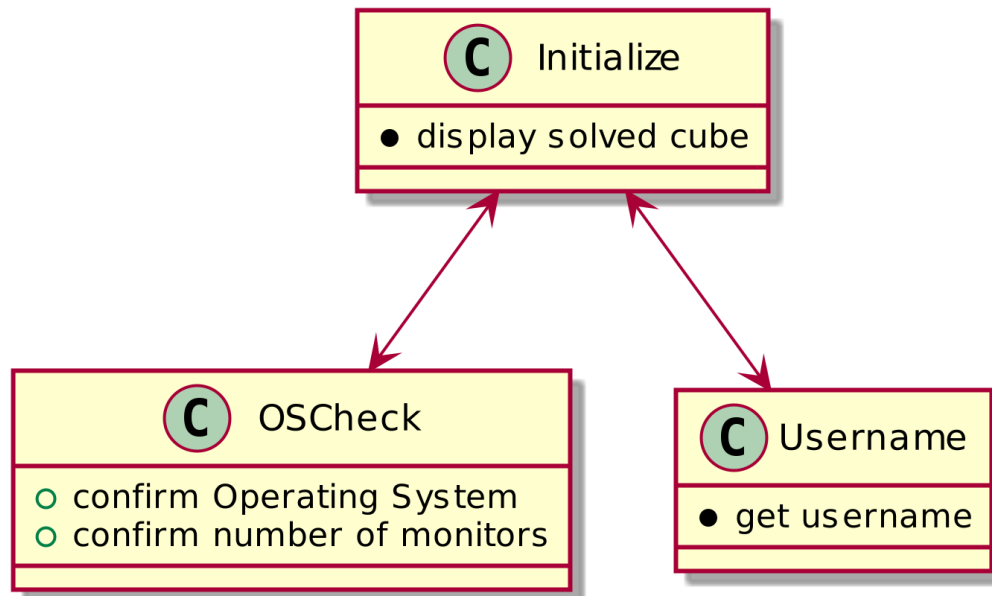 C Initialize
display solved cube
C OSCheck
confirm Operating System
confirm number of monitors
C Username
get username